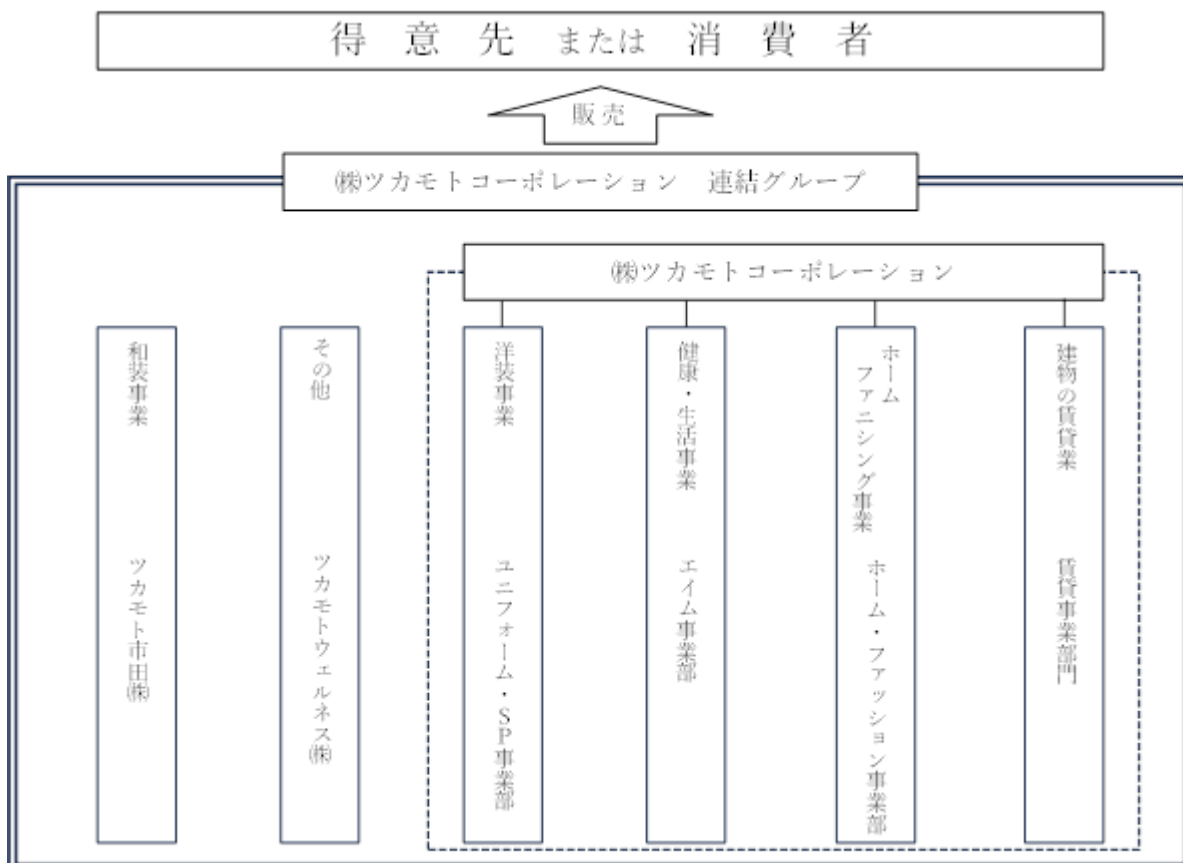 得意先または消費者
販売
㈱ツカモトコーポレーション　連結グループ
㈱ツカモトコーポレーション
和装事業
ツカモト市田㈱
その他
ツカモトウェルネス㈱
洋装事業
ユニフォーム・SP事業部
健康・生活事業
エイム事業部
ホーム
ファニシング事業
ホーム・ファッション事業部
建物の賃貸業
賃貸事業部門